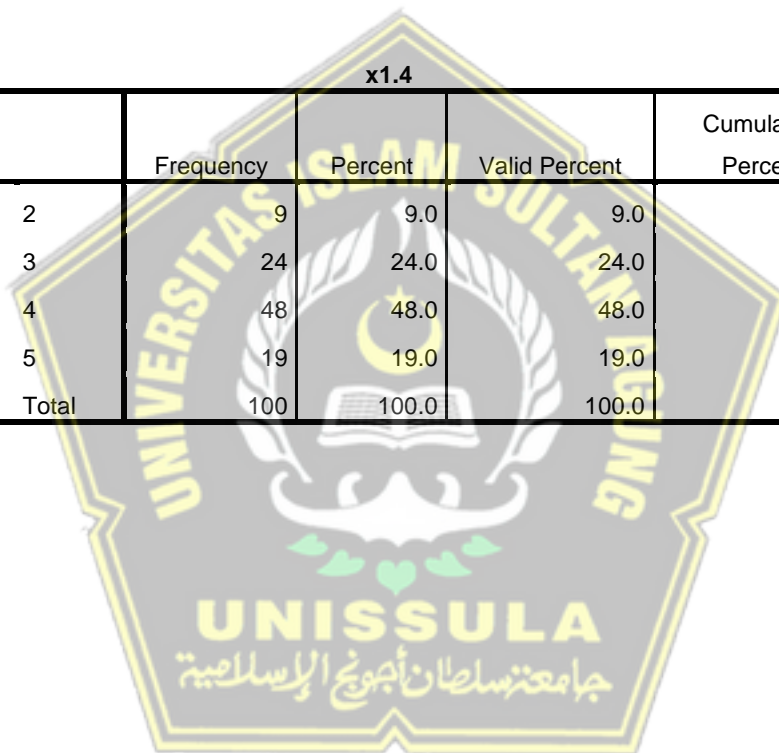 x1.4
Frequency Percent Valid Percent
2 9 9.0 9.0
3 24 24.0 24.0
4 48 48.0 48.0
5 19 19.0 19.0
Total 100 100.0 100.0
UNIVERSITAS ISLAM SULTAN AGUNG
UNISSULA
جامعة سلطان أجونج الإسلامية